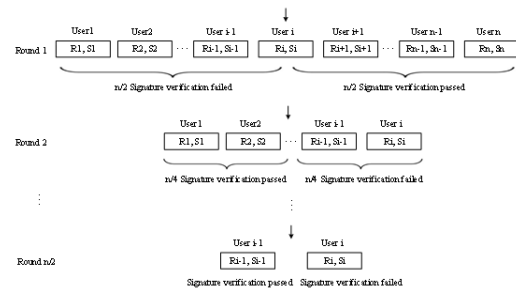 User1 User2 User i-1 User i User i+1 User n-1 User n
Round 1 R1, S1 R2, S2 ... Ri-1, Si-1 Ri, Si Ri+1, Si+1 ... Rn-1, Sn-1 Rn, Sn
n/2 Signature verification failed n/2 Signature verification passed
User1 User2 User i-1 User i
Round 2 R1, S1 R2, S2 ... Ri-1, Si-1 Ri, Si
n/4 Signature verification passed n/4 Signature verification failed
User i-1 User i
Round n/2 Ri-1, Si-1 Ri, Si
Signature verification passed Signature verification failed